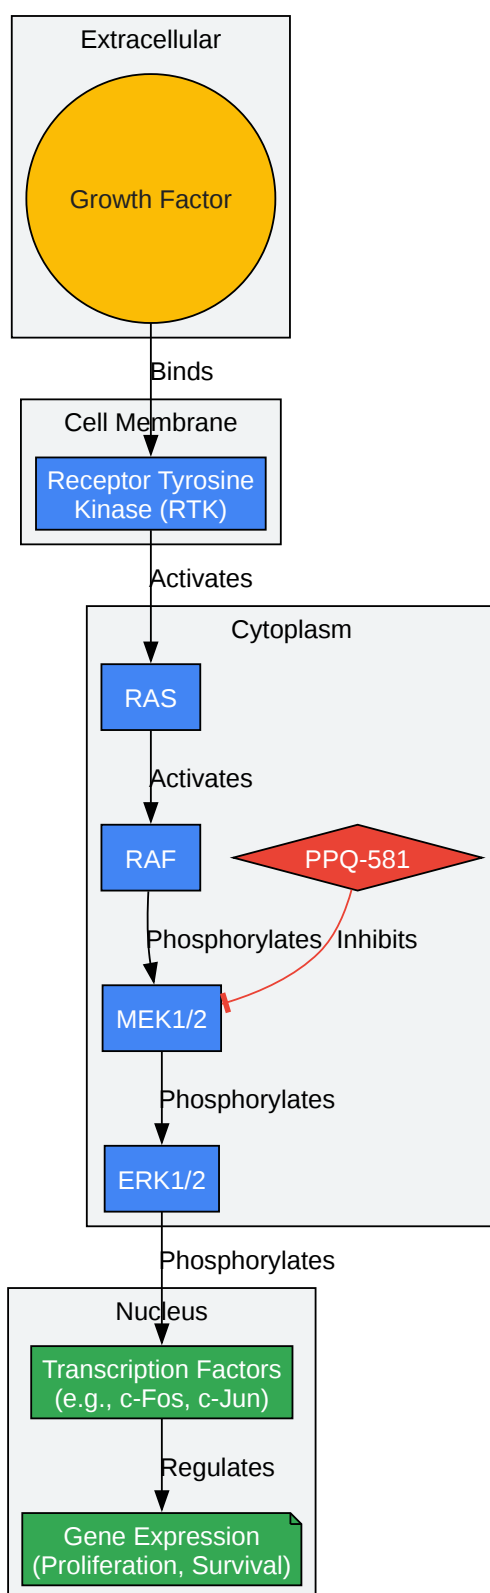 Extracellular
Growth Factor
Binds
Cell Membrane
Receptor Tyrosine
Kinase (RTK)
Activates
Cytoplasm
RAS
Activates
RAF
PPQ-581
Phosphorylates
Inhibits
MEK1/2
Phosphorylates
ERK1/2
Phosphorylates
Nucleus
Transcription Factors
(e.g., c-Fos, c-Jun)
Regulates
Gene Expression
(Proliferation, Survival)